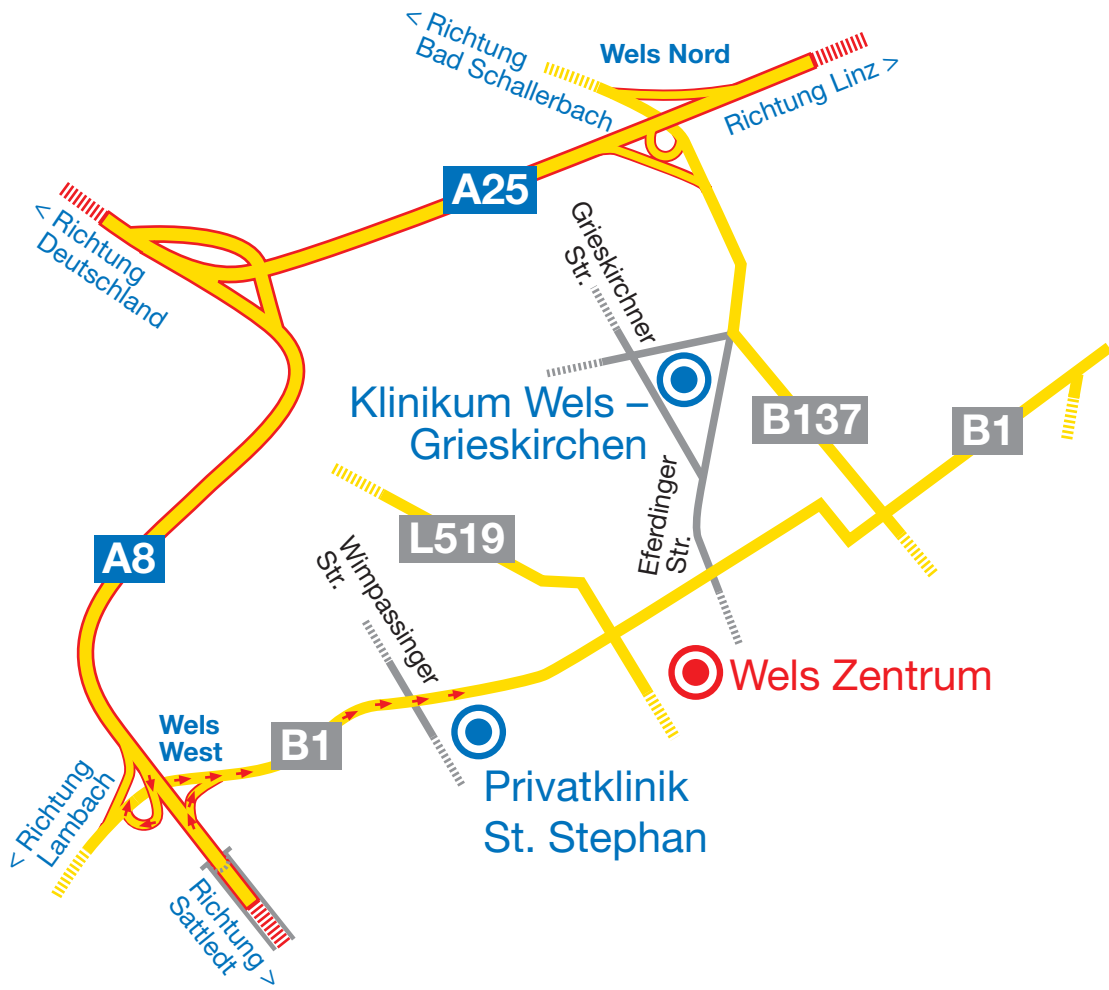 < Richtung
Bad Schallerbach
Wels Nord
Richtung Linz >
A25
< Richtung
Deutschland
Grieskirchner
Str.
Klinikum Wels –
Grieskirchen
B137
B1
L519
Eferdinger
Str.
A8
Wimpassinger
Str.
Wels Zentrum
Wels
West
B1
Privatklinik
St. Stephan
< Richtung
Lambach
Richtung >
Sattledt